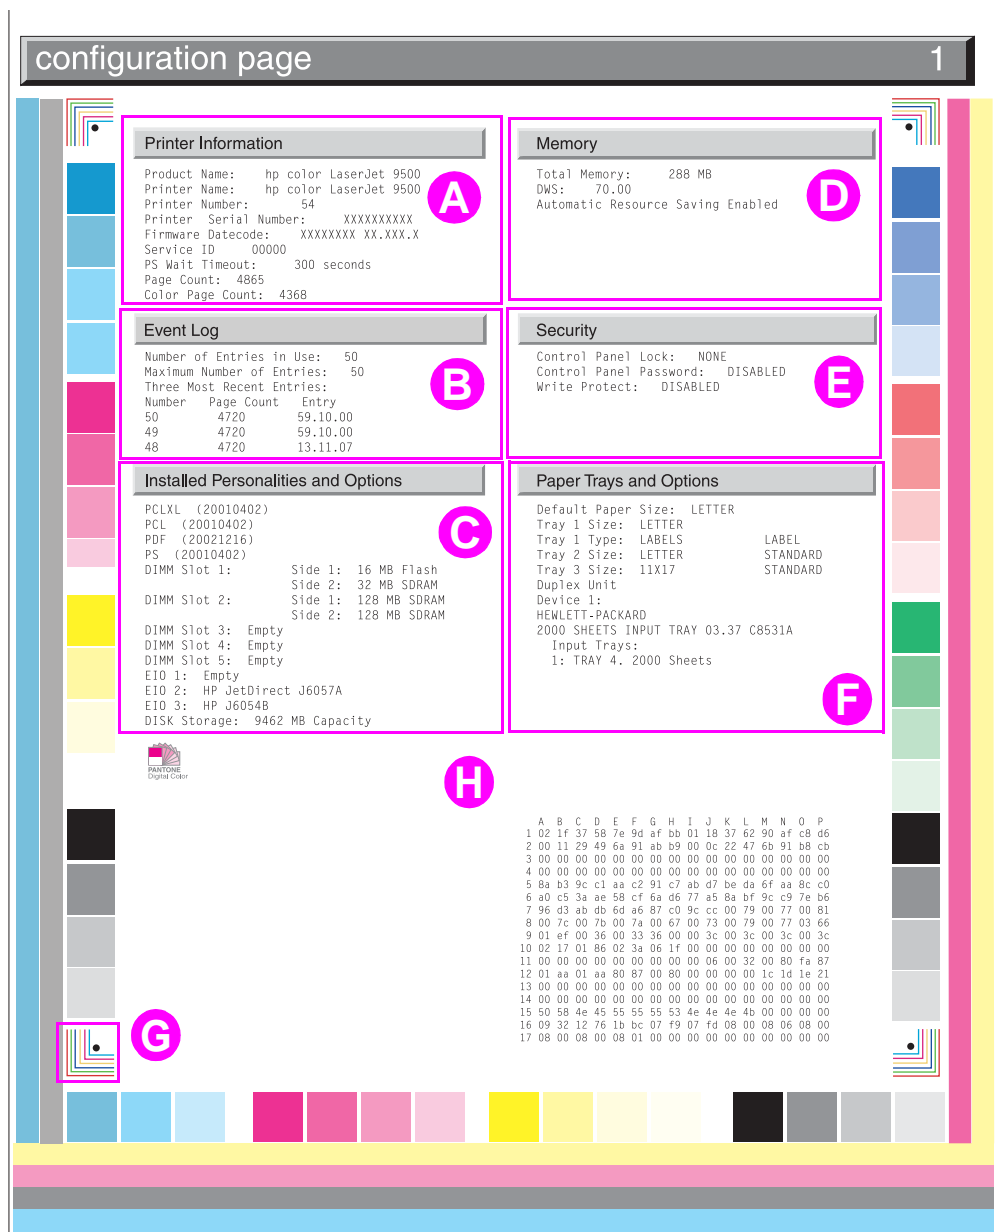 configuration page 1
Printer Information
Product Name: hp color LaserJet 9500
Printer Name: hp color LaserJet 9500
Printer Number: 54
Printer Serial Number: XXXXXXXXXX
Firmware Datecode: XXXXXXXX XX.XXX.X
Service ID 00000
PS Wait Timeout: 300 seconds
Page Count: 4865
Color Page Count: 4368
A
Memory
Total Memory: 288 MB
DWS: 70.00
Automatic Resource Saving Enabled
D
Event Log
Number of Entries in Use: 50
Maximum Number of Entries: 50
Three Most Recent Entries:
Number Page Count Entry
50 4720 59.10.00
49 4720 59.10.00
48 4720 13.11.07
B
Security
Control Panel Lock: NONE
Control Panel Password: DISABLED
Write Protect: DISABLED
E
Installed Personalities and Options
PCLXL (20010402)
PCL (20010402)
PDF (20021216)
PS (20010402)
DIMM Slot 1: Side 1: 16 MB Flash
Side 2: 32 MB SDRAM
DIMM Slot 2: Side 1: 128 MB SDRAM
Side 2: 128 MB SDRAM
DIMM Slot 3: Empty
DIMM Slot 4: Empty
DIMM Slot 5: Empty
EIO 1: Empty
EIO 2: HP JetDirect J6057A
EIO 3: HP J6054B
DISK Storage: 9462 MB Capacity
C
Paper Trays and Options
Default Paper Size: LETTER
Tray 1 Size: LETTER
Tray 1 Type: LABELS LABEL
Tray 2 Size: LETTER STANDARD
Tray 3 Size: 11X17 STANDARD
Duplex Unit
Device 1:
HEWLETT-PACKARD
2000 SHEETS INPUT TRAY 03.37 C8531A
Input Trays:
1: TRAY 4. 2000 Sheets
F
PANTONE
Digital Color
H
A B C D E F G H I J K L M N O P
1 02 1f 37 58 7e 9d af bb 01 18 37 62 90 af c8 d6
2 00 11 29 49 6a 91 ab b9 00 0c 22 47 6b 91 b8 cb
3 00 00 00 00 00 00 00 00 00 00 00 00 00 00 00 00
4 00 00 00 00 00 00 00 00 00 00 00 00 00 00 00 00
5 8a b3 9c c1 aa c2 91 c7 ab d7 be da 6f aa 8c c0
6 a0 c5 3a ae 58 cf 6a d6 77 a5 8a bf 9c c9 7e b6
7 96 d3 ab db 6d a6 87 c0 9c cc 00 79 00 77 00 81
8 00 7c 00 7b 00 7a 00 67 00 73 00 79 00 77 03 66
9 01 ef 00 36 00 33 36 00 00 3c 00 3c 00 3c 00 3c
10 02 17 01 86 02 3a 06 1f 00 00 00 00 00 00 00 00
11 00 00 00 00 00 00 00 00 00 06 00 32 00 80 fa 87
12 01 aa 01 aa 80 87 00 80 00 00 00 00 1c 1d 1e 21
13 00 00 00 00 00 00 00 00 00 00 00 00 00 00 00 00
14 00 00 00 00 00 00 00 00 00 00 00 00 00 00 00 00
15 50 58 4e 45 55 55 55 53 4e 4e 4e 4b 00 00 00 00
16 09 32 12 76 1b bc 07 f9 07 fd 08 00 08 06 08 00
17 08 00 08 00 08 01 00 00 00 00 00 00 00 00 00 00
G